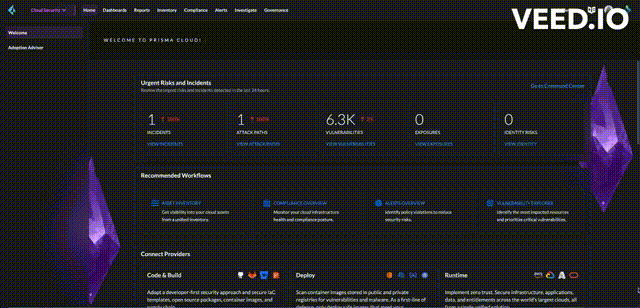 VEED.IO
Cloud Security
Home Dashboards Reports Inventory Compliance Alerts Investigate Governance
Welcome
Adoption Advisor
WELCOME TO PRISMA CLOUD!
Urgent Risks and Incidents
Review the urgent risks and incidents detected in the last 24 hours.
Go to Command Center
1 ↑ 100% 1 ↑ 100% 6.3K ↑ 2% 0 0
INCIDENTS ATTACK PATHS VULNERABILITIES EXPOSURES IDENTITY RISKS
VIEW INCIDENTS VIEW ATTACK PATHS VIEW VULNERABILITIES VIEW EXPOSURES VIEW IDENTITY
Recommended Workflows
ASSET INVENTORY COMPLIANCE OVERVIEW ALERTS OVERVIEW VULNERABILITY EXPLORER
Get visibility into your cloud assets Monitor your cloud infrastructure Identify policy violations to reduce Identify the most impacted resources
from a unified inventory. health and compliance posture. security risks. and prioritize critical vulnerabilities.
Connect Providers
Code & Build Deploy Runtime
aws
Adopt a developer-first security approach and secure IaC Scan container images stored in public and private Implement zero trust. Secure infrastructure, applications,
templates, open source packages, container images, and registries for vulnerabilities and malware. As a first-line of data, and entities across the world's largest clouds, all